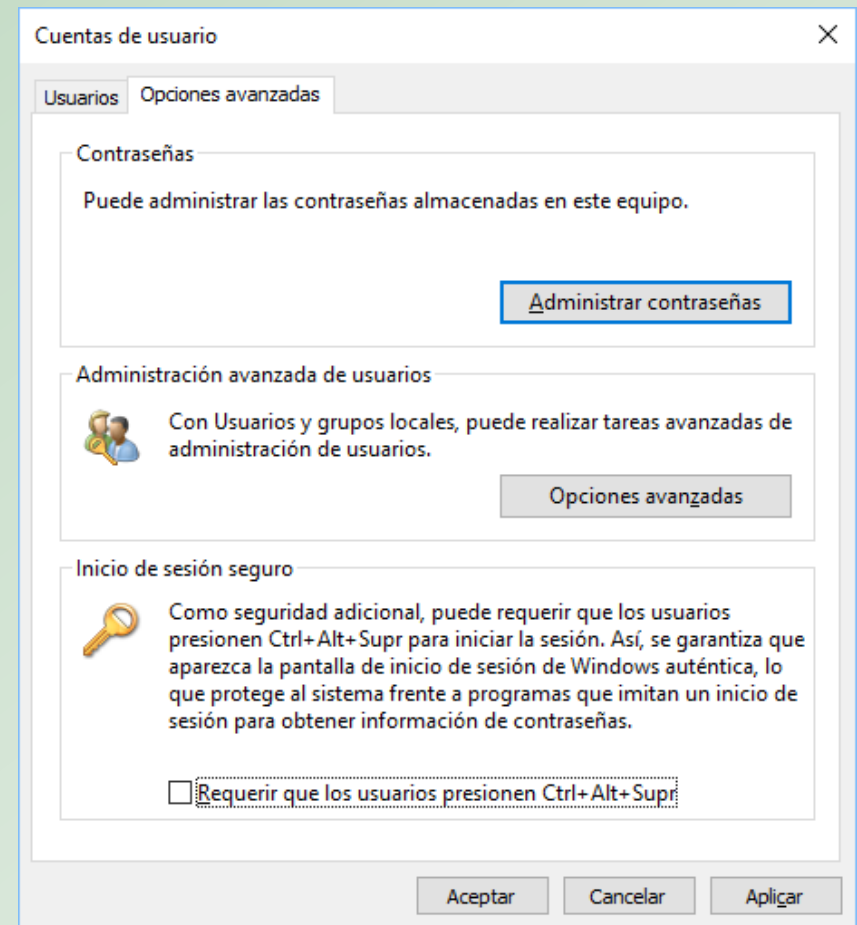 Cuentas de usuario
Usuarios
Opciones avanzadas
Contraseñas
Puede administrar las contraseñas almacenadas en este equipo.
Administrar contraseñas
Administración avanzada de usuarios
Con Usuarios y grupos locales, puede realizar tareas avanzadas de
administración de usuarios.
Opciones avanzadas
Inicio de sesión seguro
Como seguridad adicional, puede requerir que los usuarios
presionen Ctrl+Alt+Supr para iniciar la sesión. Así, se garantiza que
aparezca la pantalla de inicio de sesión de Windows auténtica, lo
que protege al sistema frente a programas que imitan un inicio de
sesión para obtener información de contraseñas.
Requerir que los usuarios presionen Ctrl+Alt+Supr
Aceptar
Cancelar
Aplicar